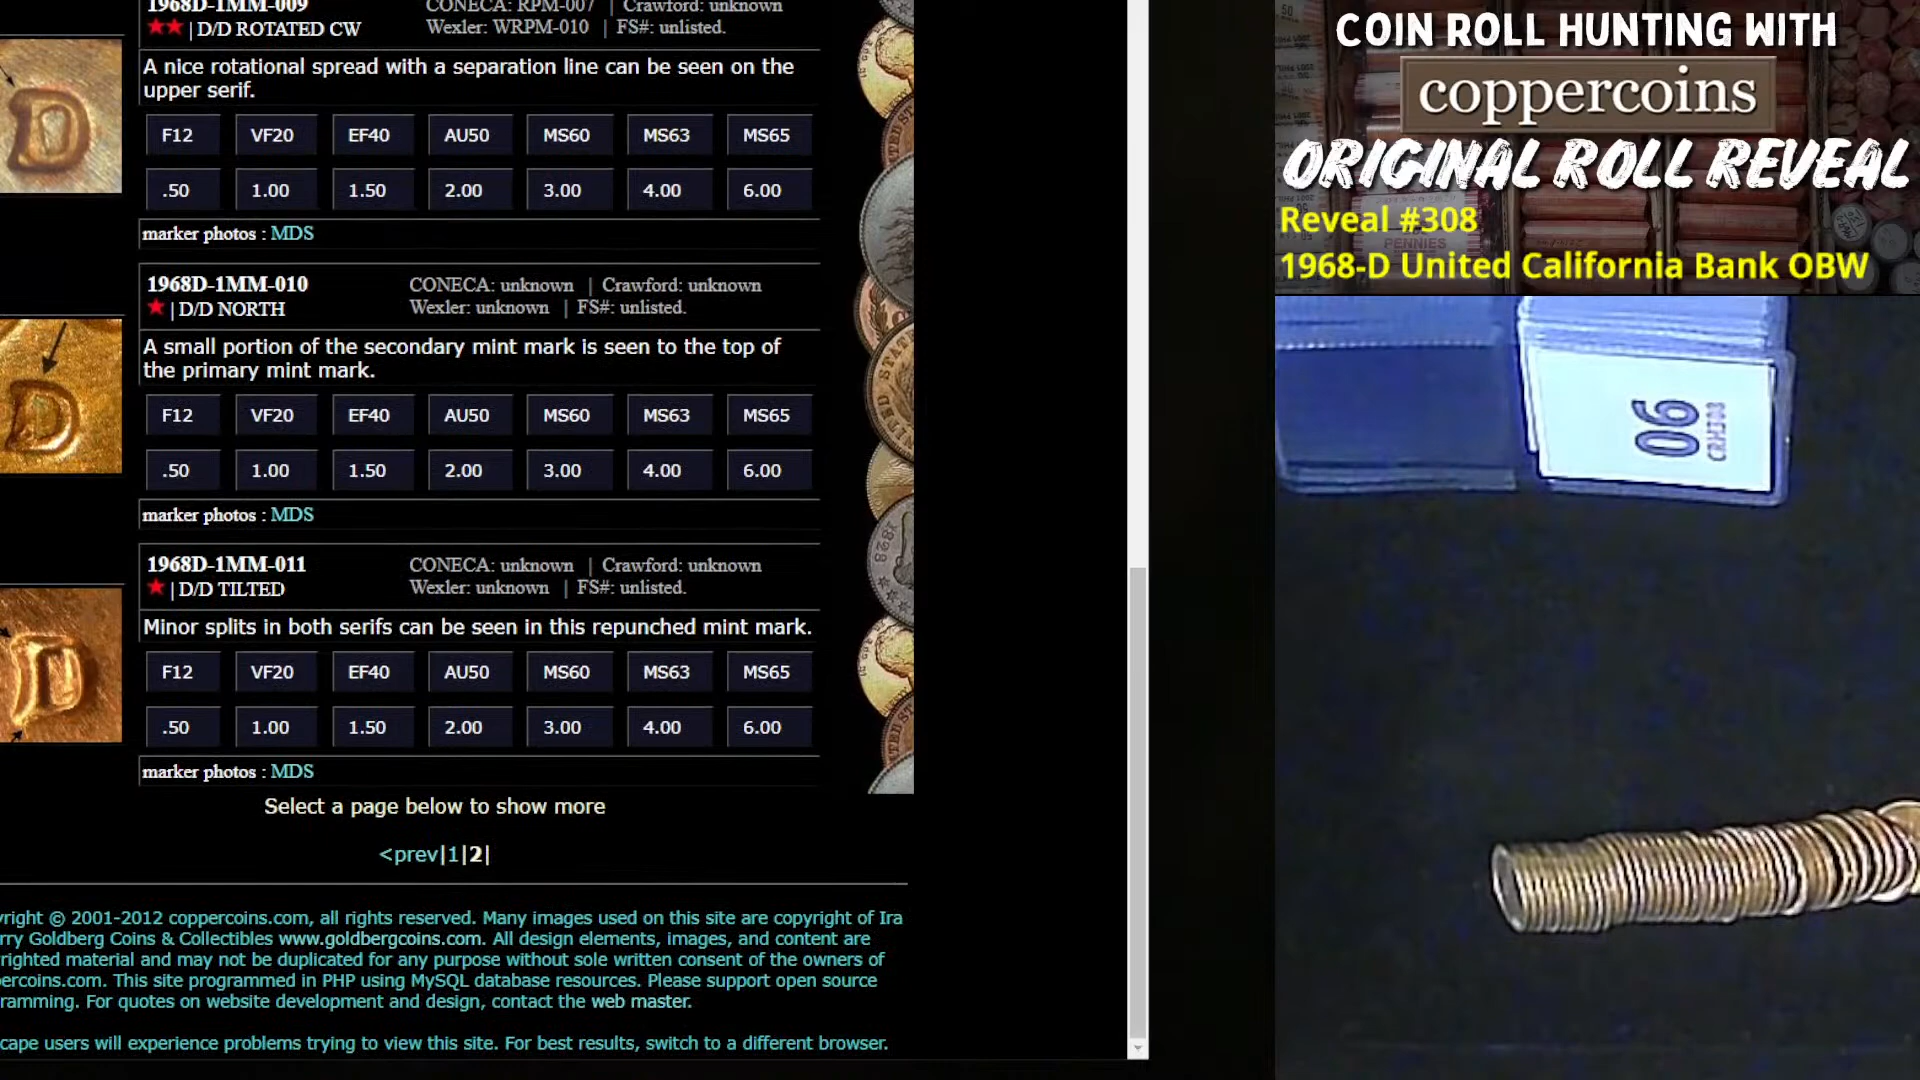 1968D-1MM-009
CONECA: RPM-007 | Crawford: unknown
★★ | D/D ROTATED CW
Wexler: WRPM-010 | FS#: unlisted.
A nice rotational spread with a separation line can be seen on the
upper serif.
F12 VF20 EF40 AU50 MS60 MS63 MS65
.50 1.00 1.50 2.00 3.00 4.00 6.00
marker photos : MDS
1968D-1MM-010
CONECA: unknown | Crawford: unknown
★ | D/D NORTH
Wexler: unknown | FS#: unlisted.
A small portion of the secondary mint mark is seen to the top of
the primary mint mark.
F12 VF20 EF40 AU50 MS60 MS63 MS65
.50 1.00 1.50 2.00 3.00 4.00 6.00
marker photos : MDS
1968D-1MM-011
CONECA: unknown | Crawford: unknown
★ | D/D TILTED
Wexler: unknown | FS#: unlisted.
Minor splits in both serifs can be seen in this repunched mint mark.
F12 VF20 EF40 AU50 MS60 MS63 MS65
.50 1.00 1.50 2.00 3.00 4.00 6.00
marker photos : MDS
Select a page below to show more
<prev|1|2|
yright © 2001-2012 coppercoins.com, all rights reserved. Many images used on this site are copyright of Ira
rry Goldberg Coins & Collectibles www.goldbergcoins.com. All design elements, images, and content are
righted material and may not be duplicated for any purpose without sole written consent of the owners of
percoins.com. This site programmed in PHP using MySQL database resources. Please support open source
ramming. For quotes on website development and design, contact the web master.
cape users will experience problems trying to view this site. For best results, switch to a different browser.
COIN ROLL HUNTING WITH
coppercoins
ORIGINAL ROLL REVEAL
Reveal #308
1968-D United California Bank OBW
PENNIES
06